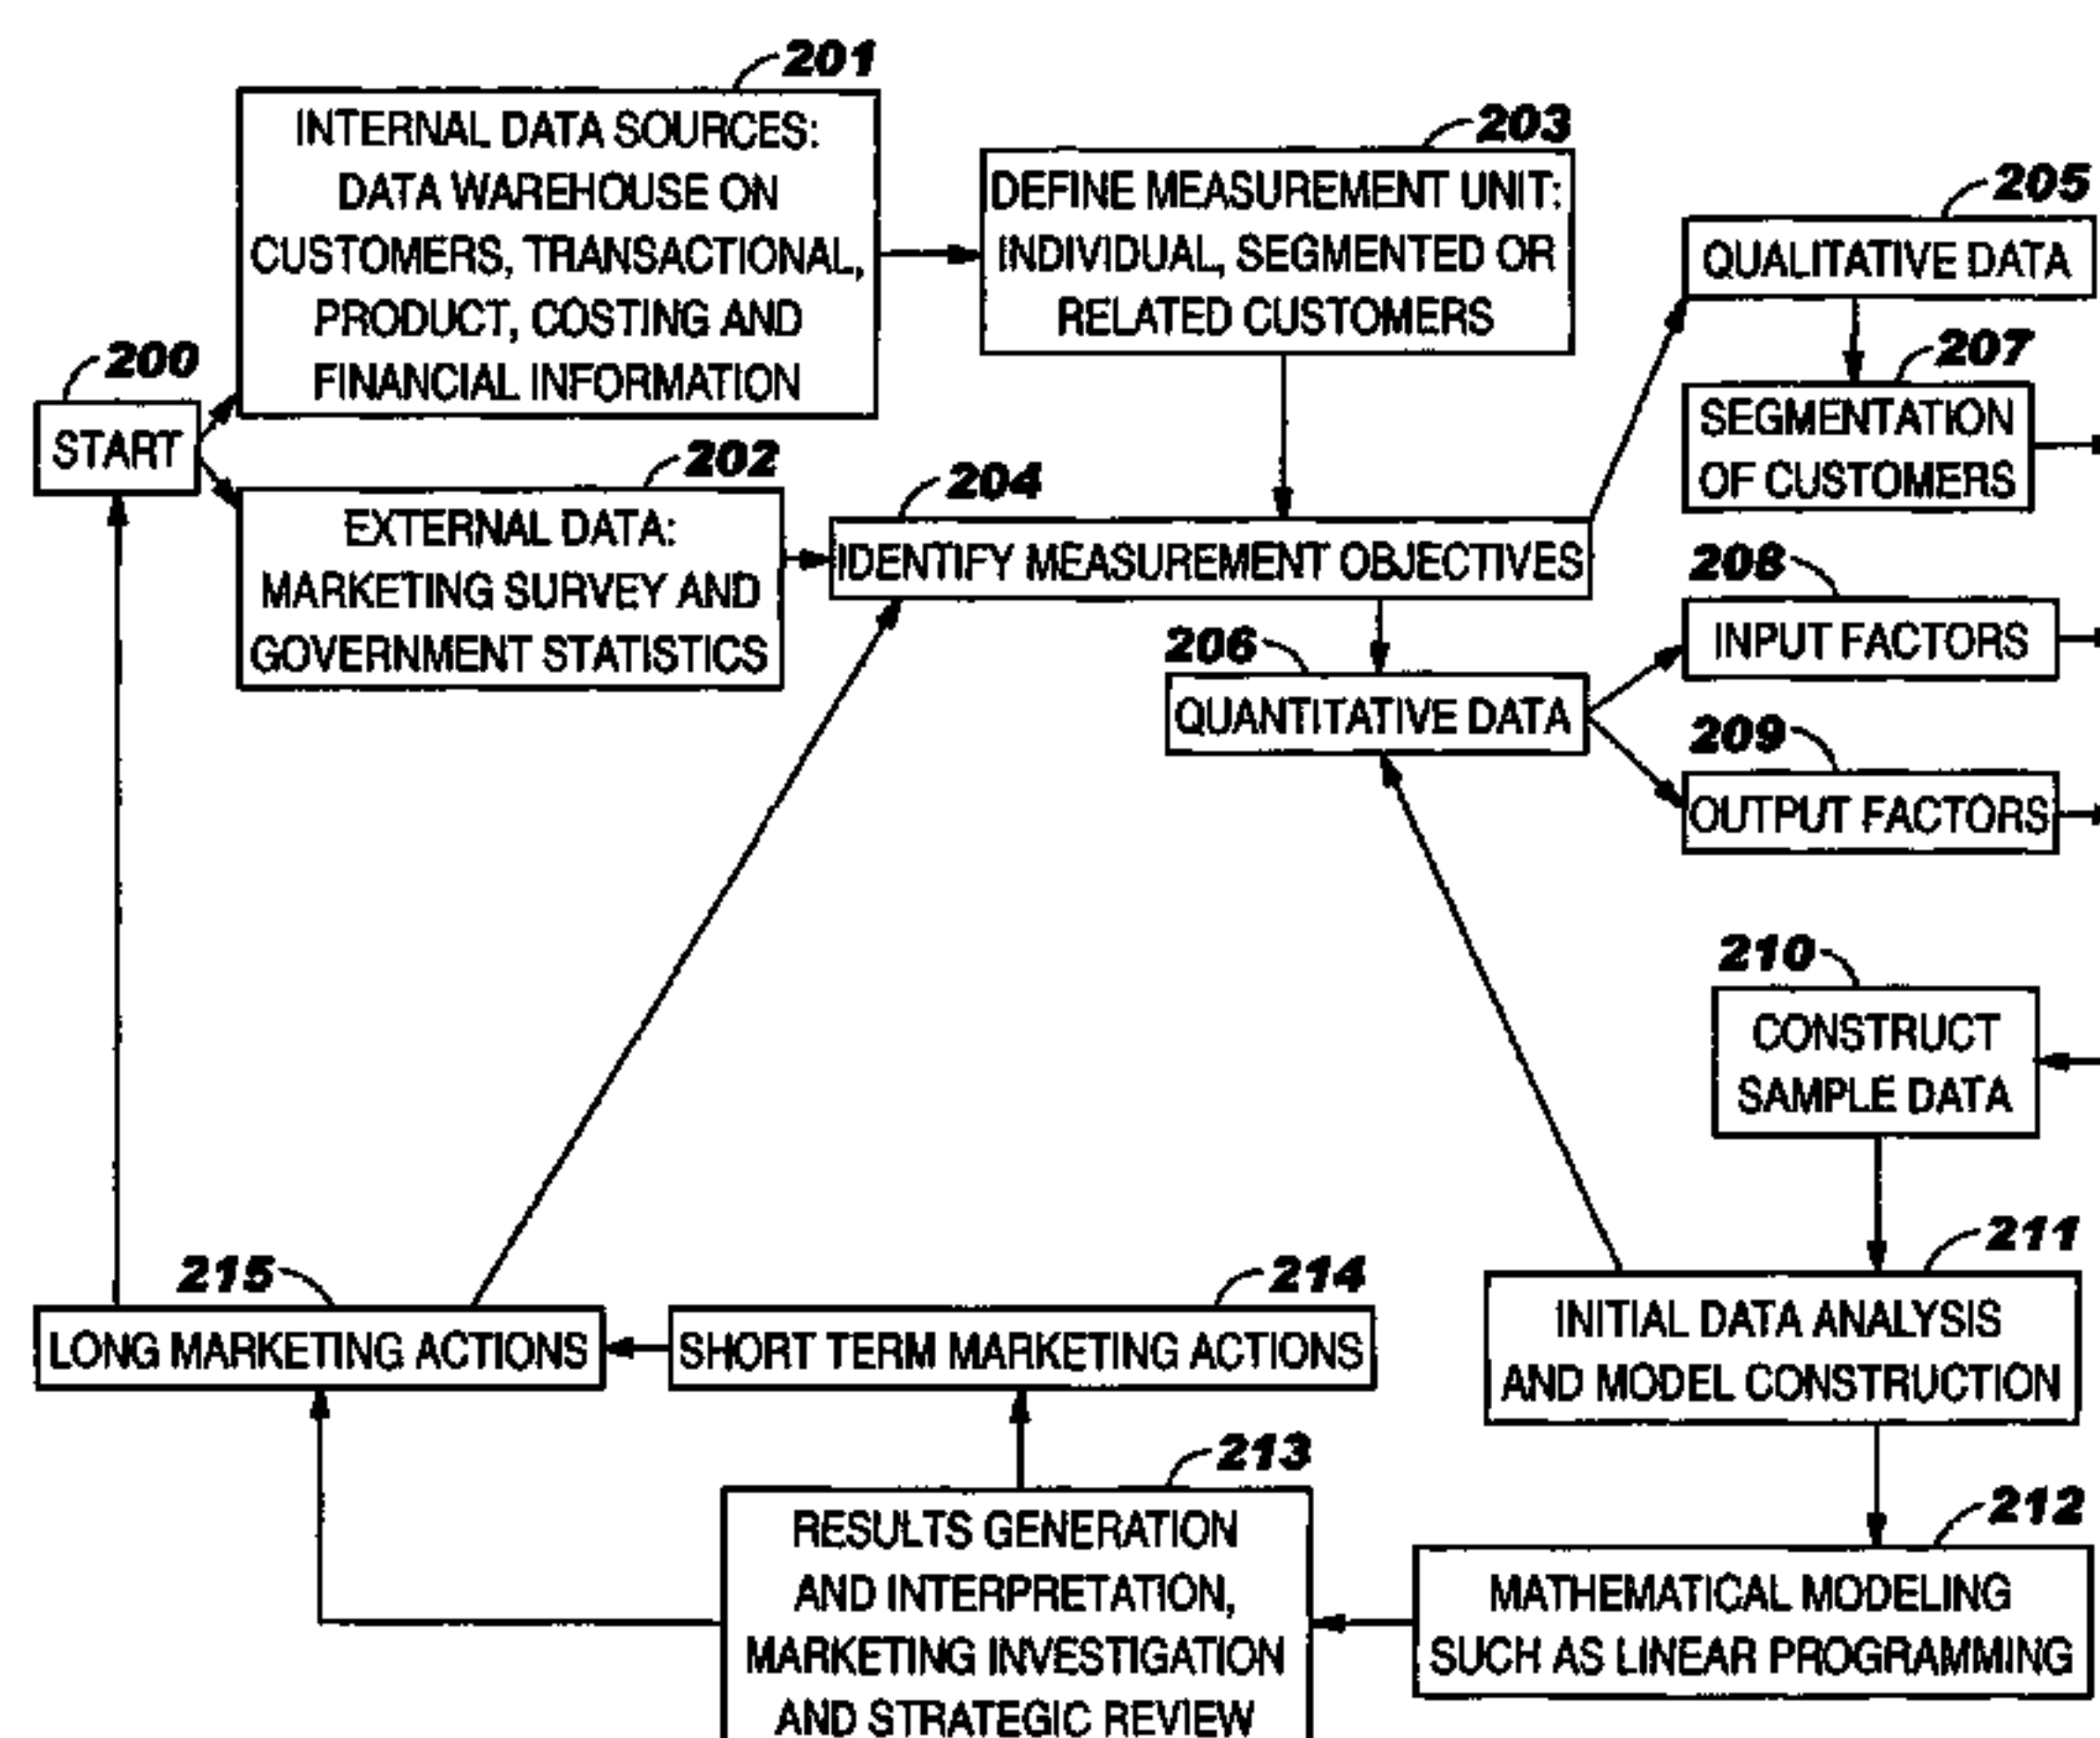 201
INTERNAL DATA SOURCES:
DATA WAREHOUSE ON
CUSTOMERS, TRANSACTIONAL,
PRODUCT, COSTING AND
FINANCIAL INFORMATION
203
DEFINE MEASUREMENT UNIT:
INDIVIDUAL, SEGMENTED OR
RELATED CUSTOMERS
205
QUALITATIVE DATA
200
START
207
SEGMENTATION
OF CUSTOMERS
202
EXTERNAL DATA:
MARKETING SURVEY AND
GOVERNMENT STATISTICS
204
IDENTIFY MEASUREMENT OBJECTIVES
208
INPUT FACTORS
206
QUANTITATIVE DATA
209
OUTPUT FACTORS
210
CONSTRUCT
SAMPLE DATA
211
INITIAL DATA ANALYSIS
AND MODEL CONSTRUCTION
215
LONG MARKETING ACTIONS
214
SHORT TERM MARKETING ACTIONS
213
RESULTS GENERATION
AND INTERPRETATION,
MARKETING INVESTIGATION
AND STRATEGIC REVIEW
212
MATHEMATICAL MODELING
SUCH AS LINEAR PROGRAMMING